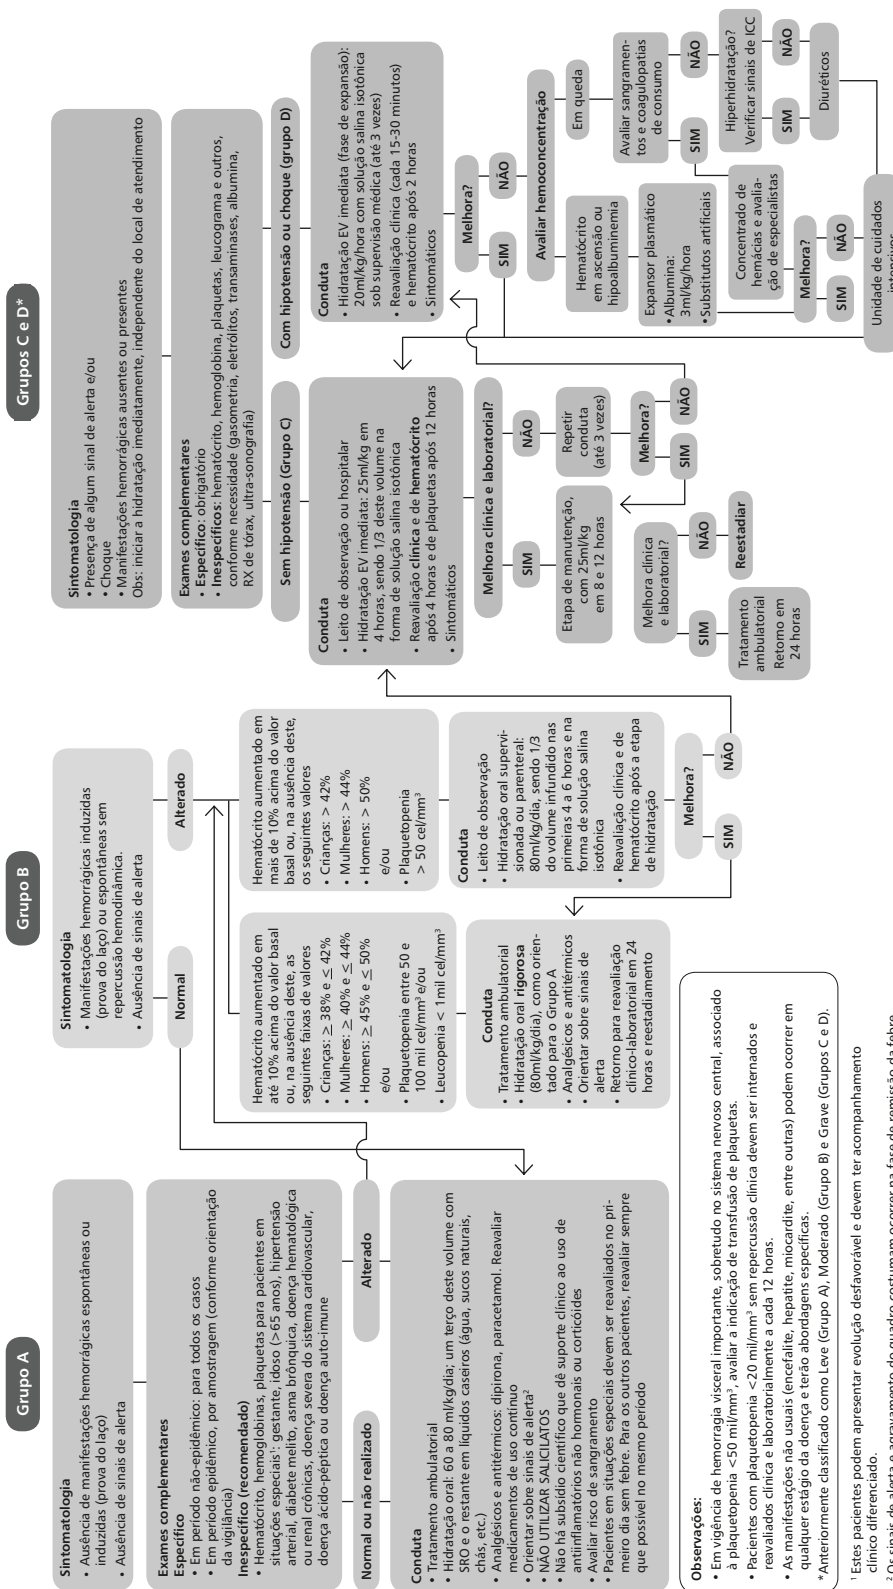 Grupo A
Sintomatologia
• Ausência de manifestações hemorrágicas espontâneas ou
induzidas (prova do laço)
• Ausência de sinais de alerta
Exames complementares
Específico
• Em período não-epidêmico: para todos os casos
• Em período epidêmico, por amostragem (conforme orientação
da vigilância)
Inespecífico (recomendado)
• Hematócrito, hemoglobinas, plaquetas para pacientes em
situações especiais¹: gestante, idoso (>65 anos), hipertensão
arterial, diabete melito, asma brônquica, doença hematológica
ou renal crônicas, doença severa do sistema cardiovascular,
doença ácido-péptica ou doença auto-imune
Normal ou não realizado
Alterado
Conduta
• Tratamento ambulatorial
• Hidratação oral: 60 a 80 ml/kg/dia; um terço deste volume com
SRO e o restante em líquidos caseiros (água, sucos naturais,
chás, etc.)
• Analgésicos e antitérmicos: dipirona, paracetamol. Reavaliar
medicamentos de uso contínuo
• Orientar sobre sinais de alerta²
• NÃO UTILIZAR SALICILATOS
• Não há subsídio científico que dê suporte clínico ao uso de
antiinflamatórios não hormonais ou corticóides
• Avaliar risco de sangramento
• Pacientes em situações especiais devem ser reavaliados no pri-
meiro dia sem febre. Para os outros pacientes, reavaliar sempre
que possível no mesmo período
Grupo B
Sintomatologia
• Manifestações hemorrágicas induzidas
(prova do laço) ou espontâneas sem
repercussão hemodinâmica.
• Ausência de sinais de alerta
Normal
Alterado
Hematócrito aumentado em
até 10% acima do valor basal
ou, na ausência deste, as
seguintes faixas de valores
• Crianças: ≥ 38% e ≤ 42%
• Mulheres: ≥ 40% e ≤ 44%
• Homens: ≥ 45% e ≤ 50%
e/ou
• Plaquetopenia entre 50 e
100 mil cel/mm³ e/ou
• Leucopenia < 1mil cel/mm³
Conduta
• Tratamento ambulatorial
• Hidratação oral rigorosa
(80ml/kg/dia), como orien-
tado para o Grupo A
• Analgésicos e antitérmicos
• Orientar sobre sinais de
alerta
• Retorno para reavaliação
clínico-laboratorial em 24
horas e reestadiamento
Hematócrito aumentado em
mais de 10% acima do valor
basal ou, na ausência deste,
os seguintes valores
• Crianças: > 42%
• Mulheres: > 44%
• Homens: > 50%
e/ou
• Plaquetopenia
> 50 cel/mm³
Conduta
• Leito de observação
• Hidratação oral supervi-
sionada ou parenteral:
80ml/kg/dia, sendo 1/3
do volume infundido nas
primeiras 4 a 6 horas e na
forma de solução salina
isotônica
• Reavaliação clínica e de
hematócrito após a etapa
de hidratação
Melhora?
SIM
NÃO
Grupos C e D*
Sintomatologia
• Presença de algum sinal de alerta e/ou
• Choque
• Manifestações hemorrágicas ausentes ou presentes
Obs: iniciar a hidratação imediatamente, independente do local de atendimento
Exames complementares
• Específico: obrigatório
• Inespecíficos: hematócrito, hemoglobina, plaquetas, leucograma e outros,
conforme necessidade (gasometria, eletrólitos, transaminases, albumina,
RX de tórax, ultra-sonografia)
Sem hipotensão (Grupo C)
Com hipotensão ou choque (grupo D)
Conduta
• Leito de observação ou hospitalar
• Hidratação EV imediata: 25ml/kg em
4 horas, sendo 1/3 deste volume na
forma de solução salina isotônica
• Reavaliação clínica e de hematócrito
após 4 horas e de plaquetas após 12 horas
• Sintomáticos
Melhora clínica e laboratorial?
SIM
NÃO
Etapa de manutenção,
com 25ml/kg
em 8 e 12 horas
Repetir
conduta
(até 3 vezes)
Melhora?
SIM
NÃO
Melhora clínica
e laboratorial?
SIM
NÃO
Tratamento
ambulatorial
Retorno em
24 horas
Reestadiar
Conduta
• Hidratação EV imediata (fase de expansão):
20ml/kg/hora com solução salina isotônica
sob supervisão médica (até 3 vezes)
• Reavaliação clínica (cada 15-30 minutos)
e hematócrito após 2 horas
• Sintomáticos
Melhora?
SIM
NÃO
Avaliar hemoconcentração
Hematócrito
em ascensão ou
hipoalbuminemia
Em queda
Expansor plasmático
• Albumina:
3ml/kg/hora
• Substitutos artificiais
Avaliar sangramen-
tos e coagulopatias
de consumo
SIM
NÃO
Concentrado de
hemácias e avalia-
ção de especialistas
Hiperhidratação?
Verificar sinais de ICC
SIM
NÃO
Melhora?
SIM
NÃO
Diuréticos
Unidade de cuidados
intensivos
Observações:
• Em vigência de hemorragia visceral importante, sobretudo no sistema nervoso central, associado
à plaquetopenia <50 mil/mm³, avaliar a indicação de transfusão de plaquetas.
• Pacientes com plaquetopenia <20 mil/mm³ sem repercussão clínica devem ser internados e
reavaliados clínica e laboratorialmente a cada 12 horas.
• As manifestações não usuais (encefalite, hepatite, miocardite, entre outras) podem ocorrer em
qualquer estágio da doença e terão abordagens específicas.
*Anteriormente classificado como Leve (Grupo A), Moderado (Grupo B) e Grave (Grupos C e D).
¹ Estes pacientes podem apresentar evolução desfavorável e devem ter acompanhamento
clínico diferenciado.
² Os sinais de alerta e agravamento do quadro costumam ocorrer na fase de remissão da febre